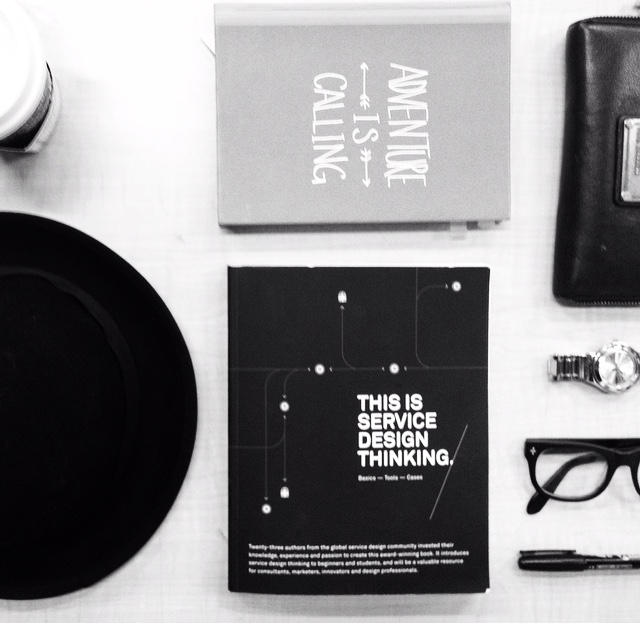 ADVENTURE
IS
CALLING
THIS IS
SERVICE
DESIGN
THINKING.
Basics — Tools — Cases
Twenty-three authors from the global service design community invested their
knowledge, experience and passion to create this award-winning book. It introduces
service design thinking to beginners and students, and will be a valuable resource
for consultants, marketers, innovators and design professionals.